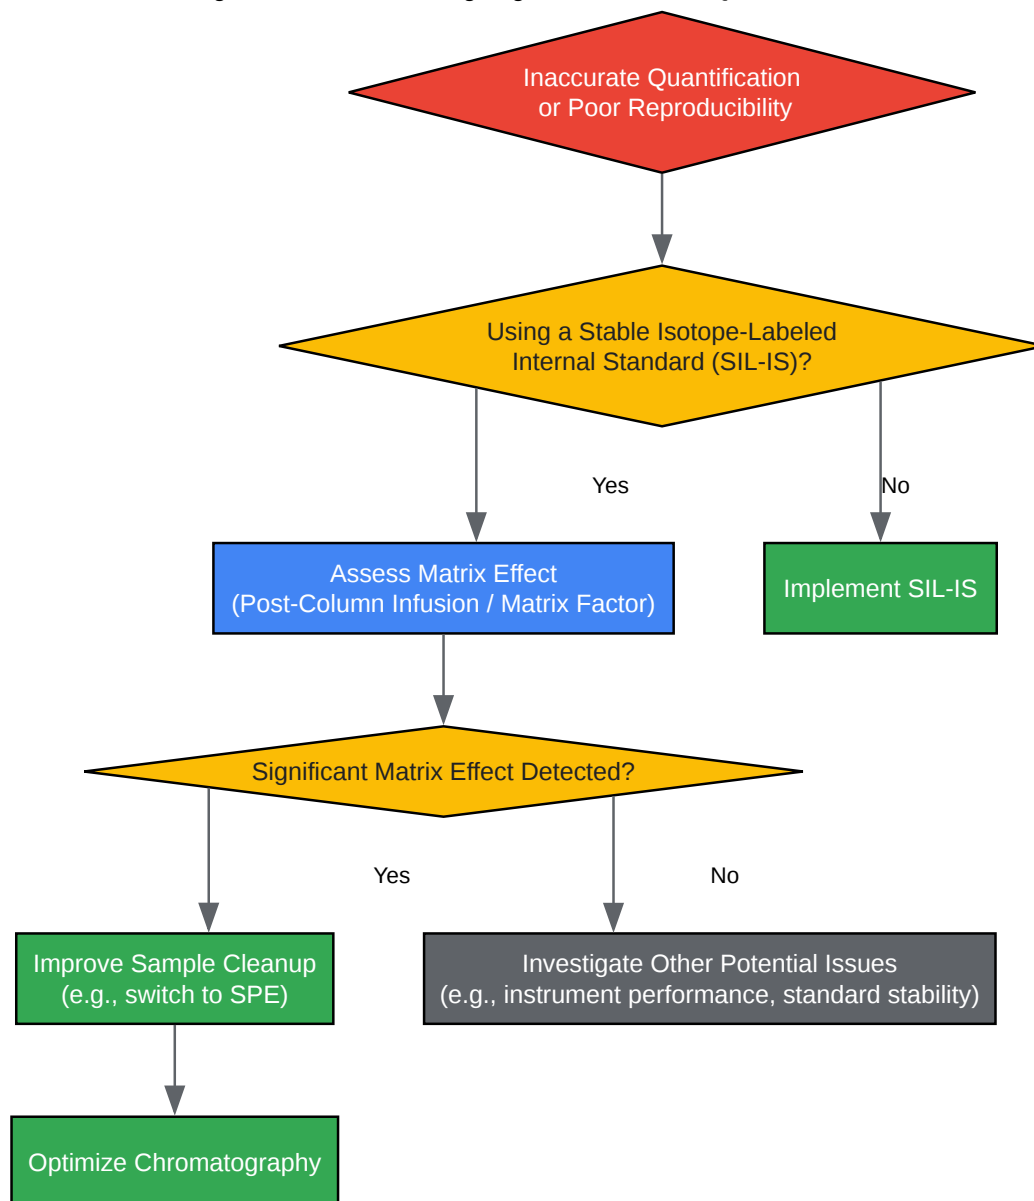 Inaccurate Quantification
or Poor Reproducibility
Using a Stable Isotope-Labeled
Internal Standard (SIL-IS)?
Yes
No
Assess Matrix Effect
(Post-Column Infusion / Matrix Factor)
Implement SIL-IS
Significant Matrix Effect Detected?
Yes
No
Improve Sample Cleanup
(e.g., switch to SPE)
Investigate Other Potential Issues
(e.g., instrument performance, standard stability)
Optimize Chromatography